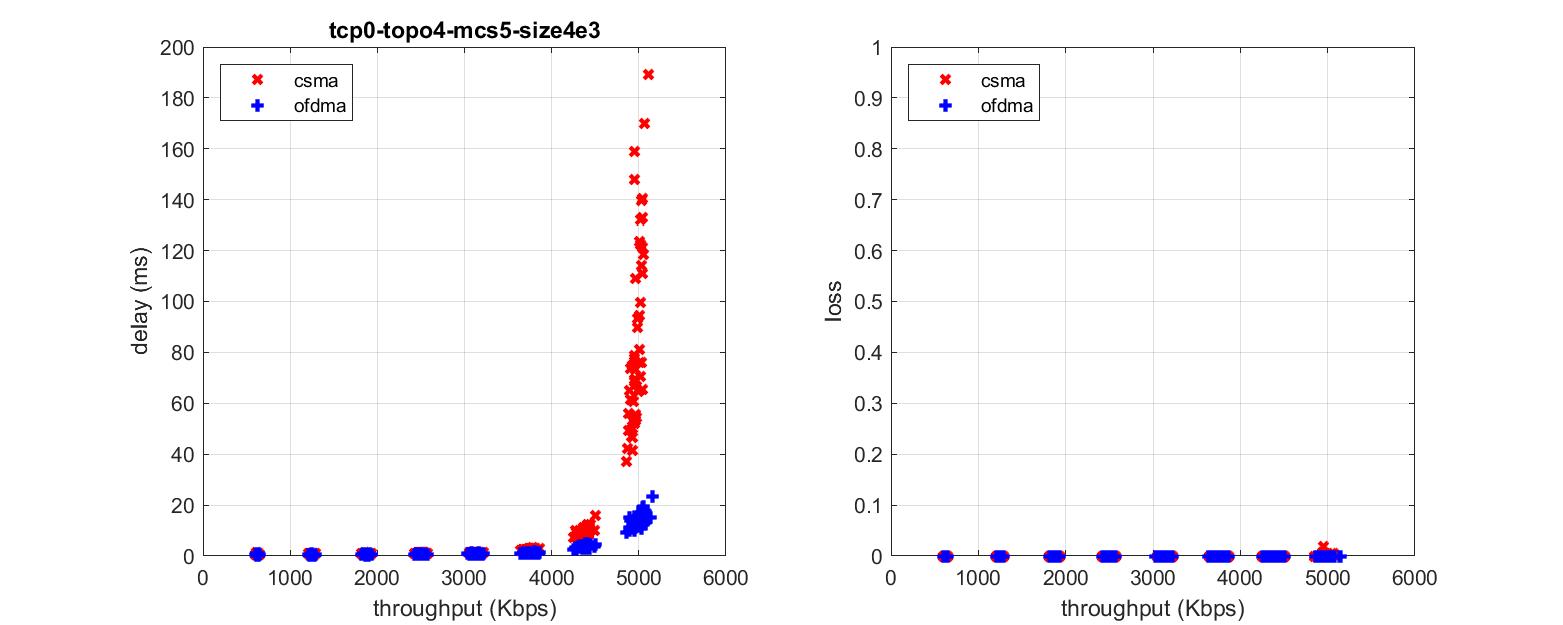 tcp0-topo4-mcs5-size4e3
200
180
160
140
120
100
80
60
40
20
0
delay (ms)
csma
ofdma
0 1000 2000 3000 4000 5000 6000
throughput (Kbps)
1
0.9
0.8
0.7
0.6
0.5
0.4
0.3
0.2
0.1
0
loss
csma
ofdma
0 1000 2000 3000 4000 5000 6000
throughput (Kbps)